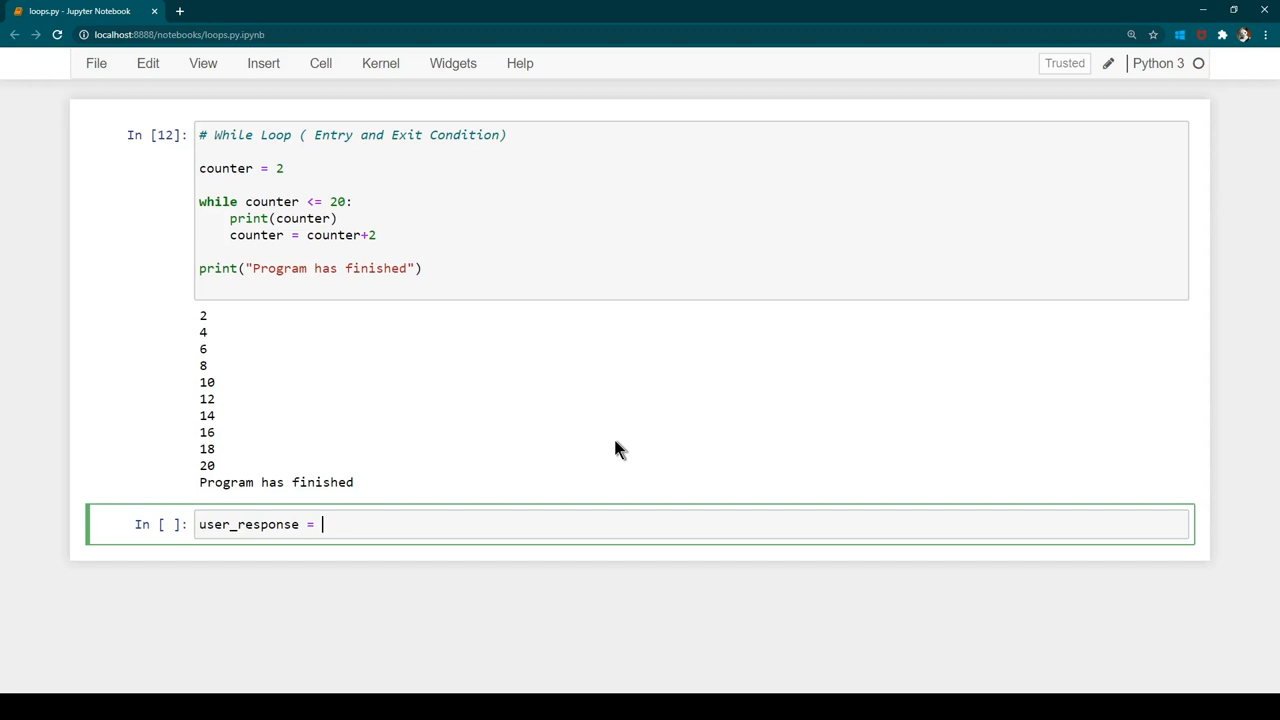 loops.py - Jupyter Notebook
localhost:8888/notebooks/loops.py.ipynb
File Edit View Insert Cell Kernel Widgets Help Trusted Python 3
In [12]: # While Loop ( Entry and Exit Condition)
counter = 2
while counter <= 20:
print(counter)
counter = counter+2
print("Program has finished")
2
4
6
8
10
12
14
16
18
20
Program has finished
In [ ]: user_response =